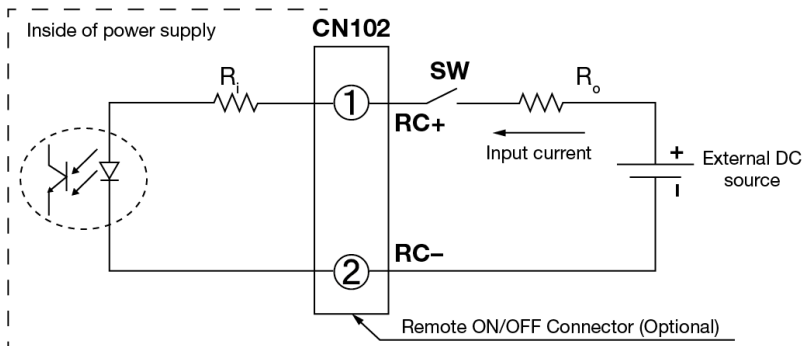 Inside of power supply
CN102
Ri
1
SW
Ro
RC+
Input current
+
External DC
source
2
RC−
Remote ON/OFF Connector (Optional)